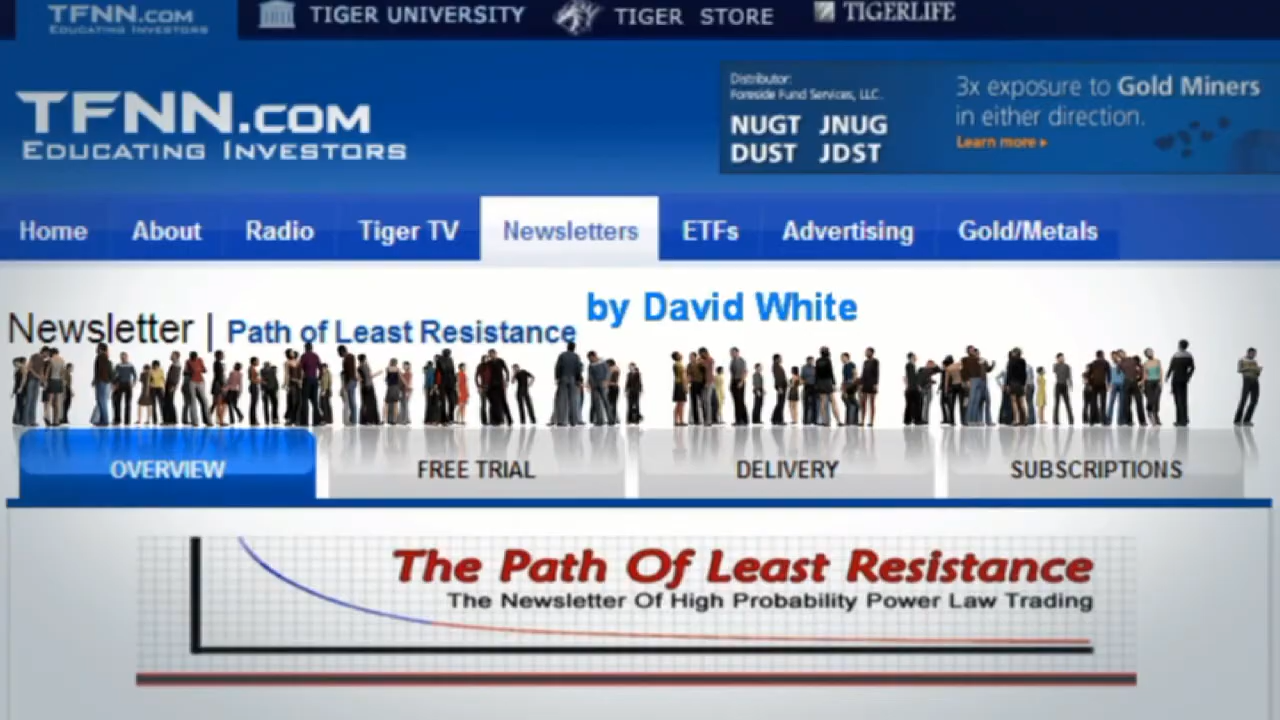 TFNN.COM
EDUCATING INVESTORS
TIGER UNIVERSITY
TIGER STORE
TIGERLIFE
TFNN.COM
EDUCATING INVESTORS
Distributor:
Foreside Fund Services, LLC.
NUGT JNUG
DUST JDST
3x exposure to Gold Miners
in either direction.
Learn more
Home About Radio Tiger TV Newsletters ETFs Advertising Gold/Metals
by David White
Newsletter | Path of Least Resistance
OVERVIEW FREE TRIAL DELIVERY SUBSCRIPTIONS
The Path Of Least Resistance
The Newsletter Of High Probability Power Law Trading